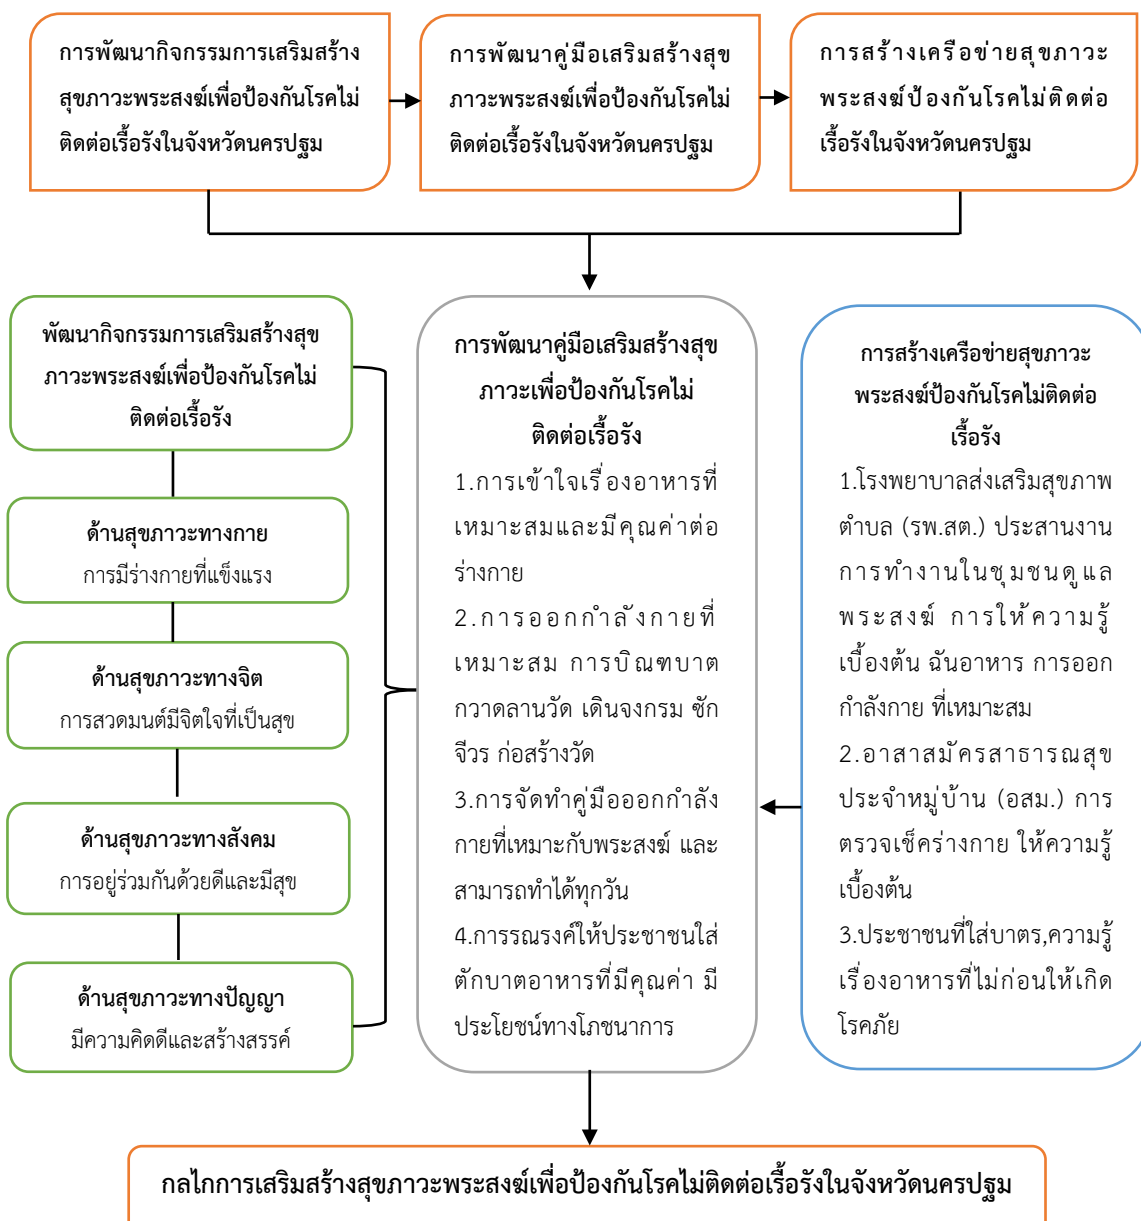 การพัฒนากิจกรรมการเสริมสร้าง
สุขภาวะพระสงฆ์เพื่อป้องกันโรคไม่
ติดต่อเรื้อรังในจังหวัดนครปฐม
การพัฒนาคู่มือเสริมสร้างสุข
ภาวะพระสงฆ์เพื่อป้องกันโรคไม่
ติดต่อเรื้อรังในจังหวัดนครปฐม
การสร้างเครือข่ายสุขภาวะ
พระสงฆ์ป้องกันโรคไม่ติดต่อ
เรื้อรังในจังหวัดนครปฐม
พัฒนากิจกรรมการเสริมสร้างสุข
ภาวะพระสงฆ์เพื่อป้องกันโรคไม่
ติดต่อเรื้อรัง
ด้านสุขภาวะทางกาย
การมีร่างกายที่แข็งแรง
ด้านสุขภาวะทางจิต
การสวดมนต์มีจิตใจที่เป็นสุข
ด้านสุขภาวะทางสังคม
การอยู่ร่วมกันด้วยดีและมีสุข
ด้านสุขภาวะทางปัญญา
มีความคิดดีและสร้างสรรค์
การพัฒนาคู่มือเสริมสร้างสุข
ภาวะเพื่อป้องกันโรคไม่
ติดต่อเรื้อรัง
1.การเข้าใจเรื่องอาหารที่
เหมาะสมและมีคุณค่าต่อ
ร่างกาย
2.การออกกำลังกายที่
เหมาะสม การบิณฑบาต
กวาดลานวัด เดินจงกรม ซัก
จีวร ก่อสร้างวัด
3.การจัดทำคู่มือออกกำลัง
กายที่เหมาะกับพระสงฆ์ และ
สามารถทำได้ทุกวัน
4.การรณรงค์ให้ประชาชนใส่
ตักบาตอาหารที่มีคุณค่า มี
ประโยชน์ทางโภชนาการ
การสร้างเครือข่ายสุขภาวะ
พระสงฆ์ป้องกันโรคไม่ติดต่อ
เรื้อรัง
1.โรงพยาบาลส่งเสริมสุขภาพ
ตำบล (รพ.สต.) ประสานงาน
การทำงานในชุมชนดูแล
พระสงฆ์ การให้ความรู้
เบื้องต้น ฉันอาหาร การออก
กำลังกาย ที่เหมาะสม
2.อาสาสมัครสาธารณสุข
ประจำหมู่บ้าน (อสม.) การ
ตรวจเช็คร่างกาย ให้ความรู้
เบื้องต้น
3.ประชาชนที่ใส่บาตร,ความรู้
เรื่องอาหารที่ไม่ก่อนให้เกิด
โรคภัย
กลไกการเสริมสร้างสุขภาวะพระสงฆ์เพื่อป้องกันโรคไม่ติดต่อเรื้อรังในจังหวัดนครปฐม